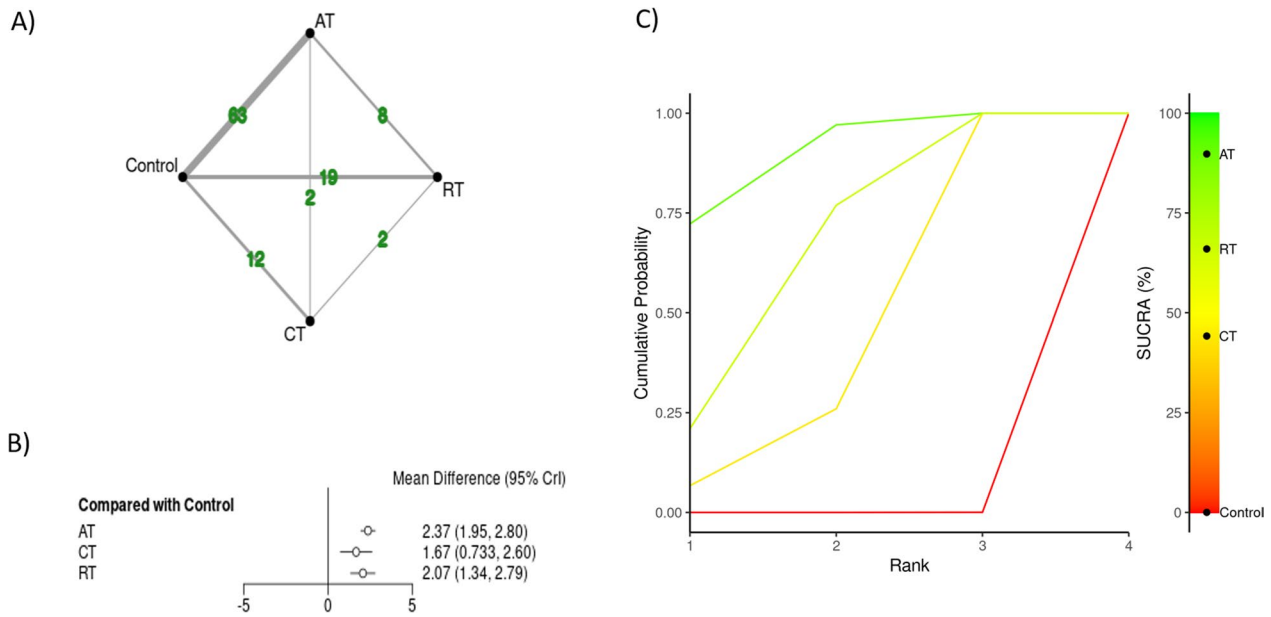 A)
AT
63
8
Control
19
RT
2
12
2
CT
B)
Mean Difference (95% CrI)
Compared with Control
AT 2.37 (1.95, 2.80)
CT 1.67 (0.733, 2.60)
RT 2.07 (1.34, 2.79)
-5 0 5
C)
Cumulative Probability
1.00
0.75
0.50
0.25
0.00
1 2 3 4
Rank
SUCRA (%)
100
75
50
25
0
AT
RT
CT
Control